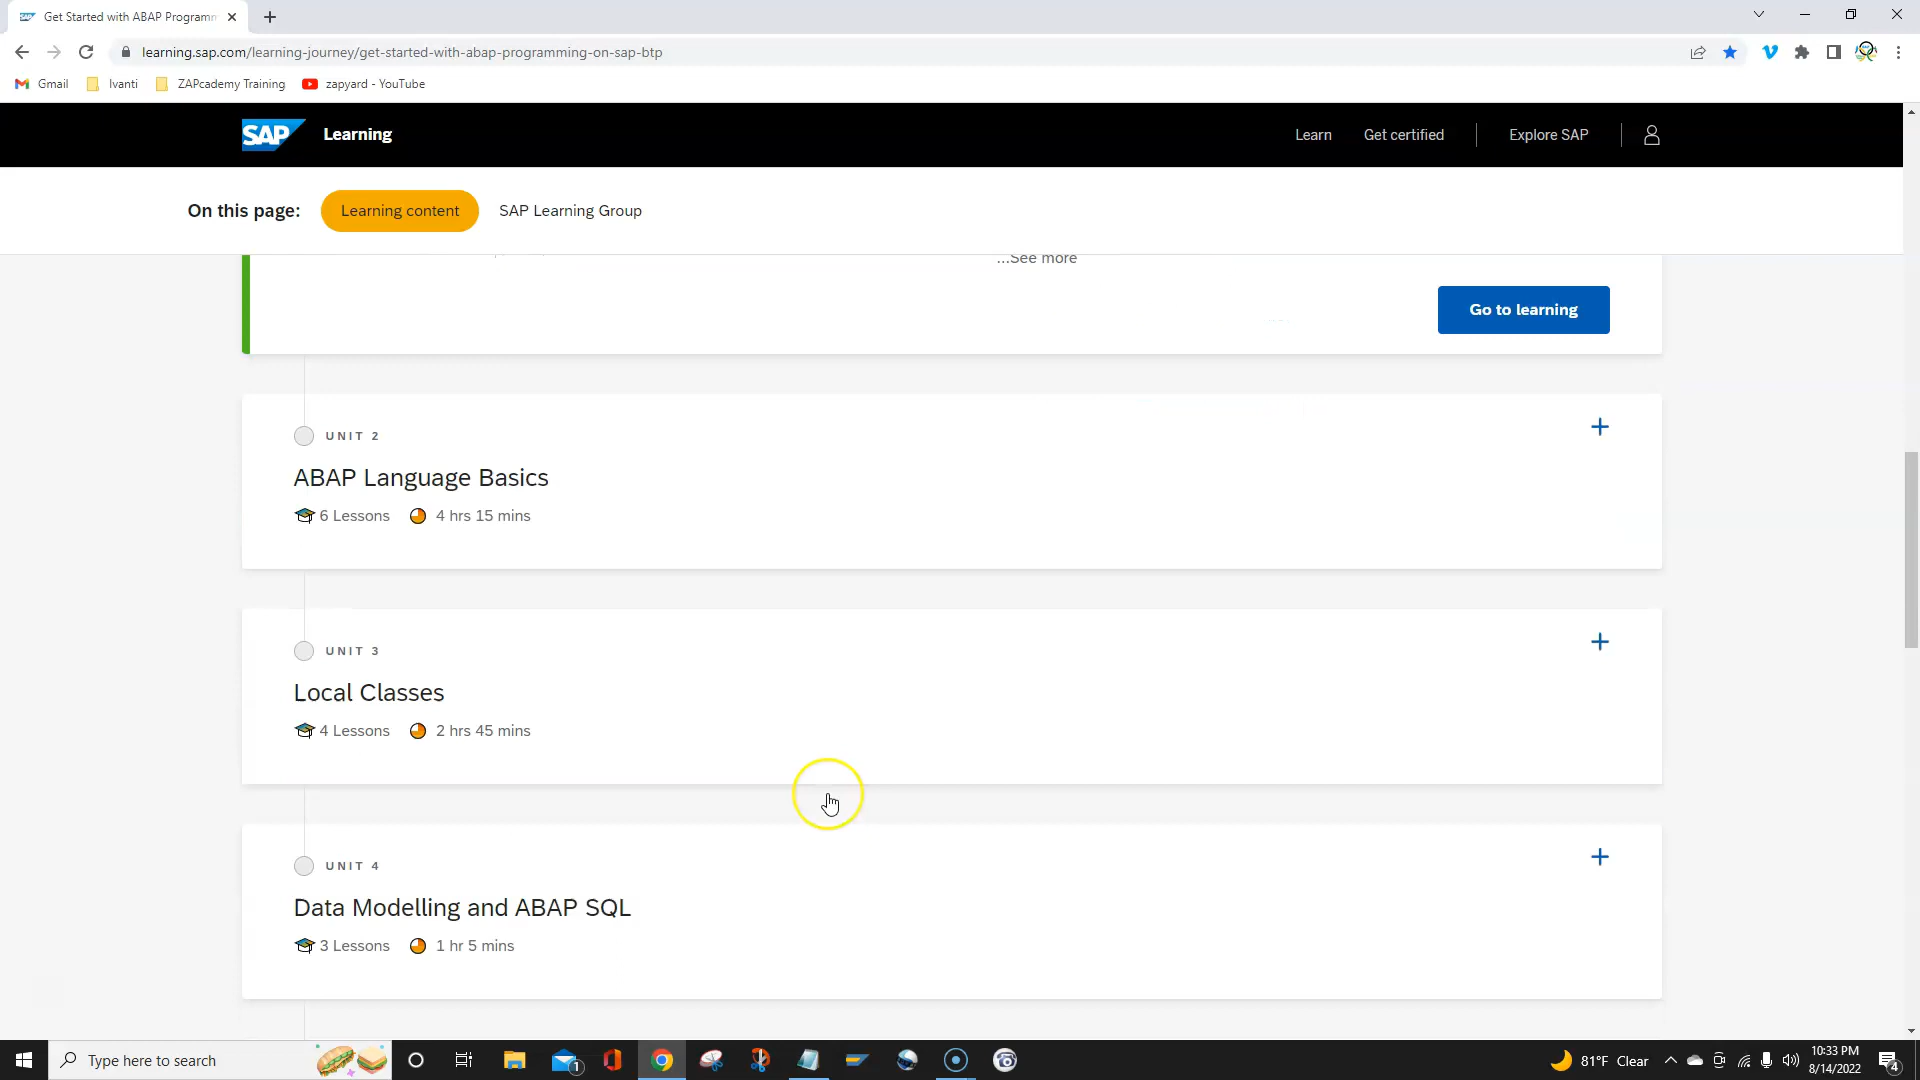 Get Started with ABAP Programm
learning.sap.com/learning-journey/get-started-with-abap-programming-on-sap-btp
Gmail
Ivanti
ZAPcademy Training
zapyard - YouTube
SAP
Learning
Learn
Get certified
Explore SAP
On this page:
Learning content
SAP Learning Group
...See more
Go to learning
UNIT 2
ABAP Language Basics
6 Lessons
4 hrs 15 mins
UNIT 3
Local Classes
4 Lessons
2 hrs 45 mins
UNIT 4
Data Modelling and ABAP SQL
3 Lessons
1 hr 5 mins
Type here to search
1
81°F Clear
10:33 PM
8/14/2022
4